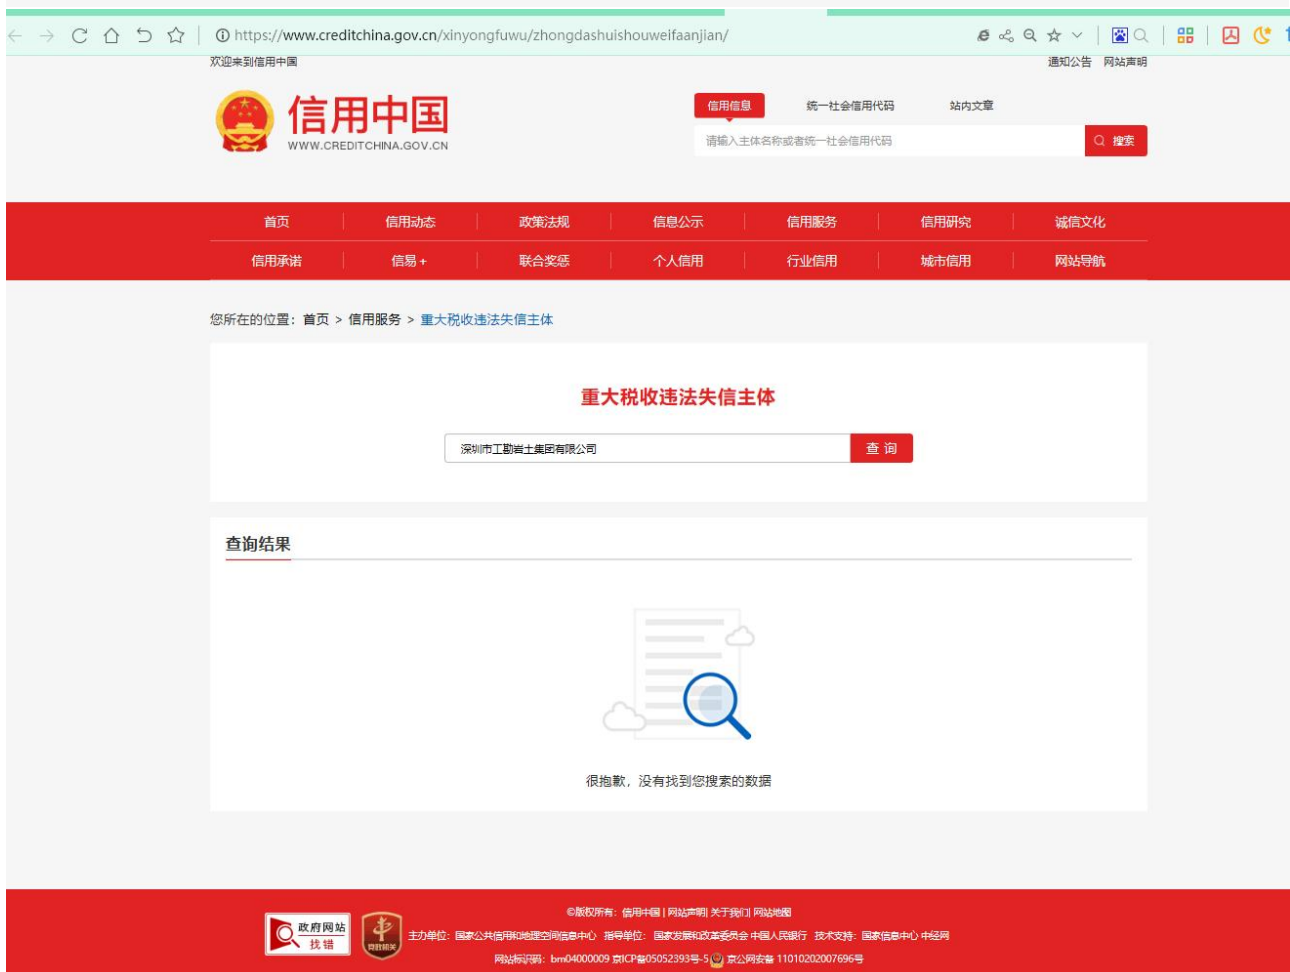 https://www.creditchina.gov.cn/xinyongfuwu/zhongdashuishouweifaanjian/
欢迎来到信用中国
通知公告 网站声明
信用中国
WWW.CREDITCHINA.GOV.CN
信用信息 统一社会信用代码 站内文章
请输入主体名称或者统一社会信用代码
搜索
首页 信用动态 政策法规 信息公示 信用服务 信用研究 诚信文化
信用承诺 信易+ 联合奖惩 个人信用 行业信用 城市信用 网站导航
您所在的位置：首页 > 信用服务 > 重大税收违法失信主体
重大税收违法失信主体
深圳市工勘岩土集团有限公司
查 询
查询结果
很抱歉，没有找到您搜索的数据
政府网站
找错
党政机关
©版权所有：信用中国 | 网站声明| 关于我们| 网站地图
主办单位：国家公共信用和地理空间信息中心 指导单位：国家发展和改革委员会 中国人民银行 技术支持：国家信息中心 中经网
网站标识码：bm04000009 京ICP备05052393号-5 京公网安备 11010202007696号